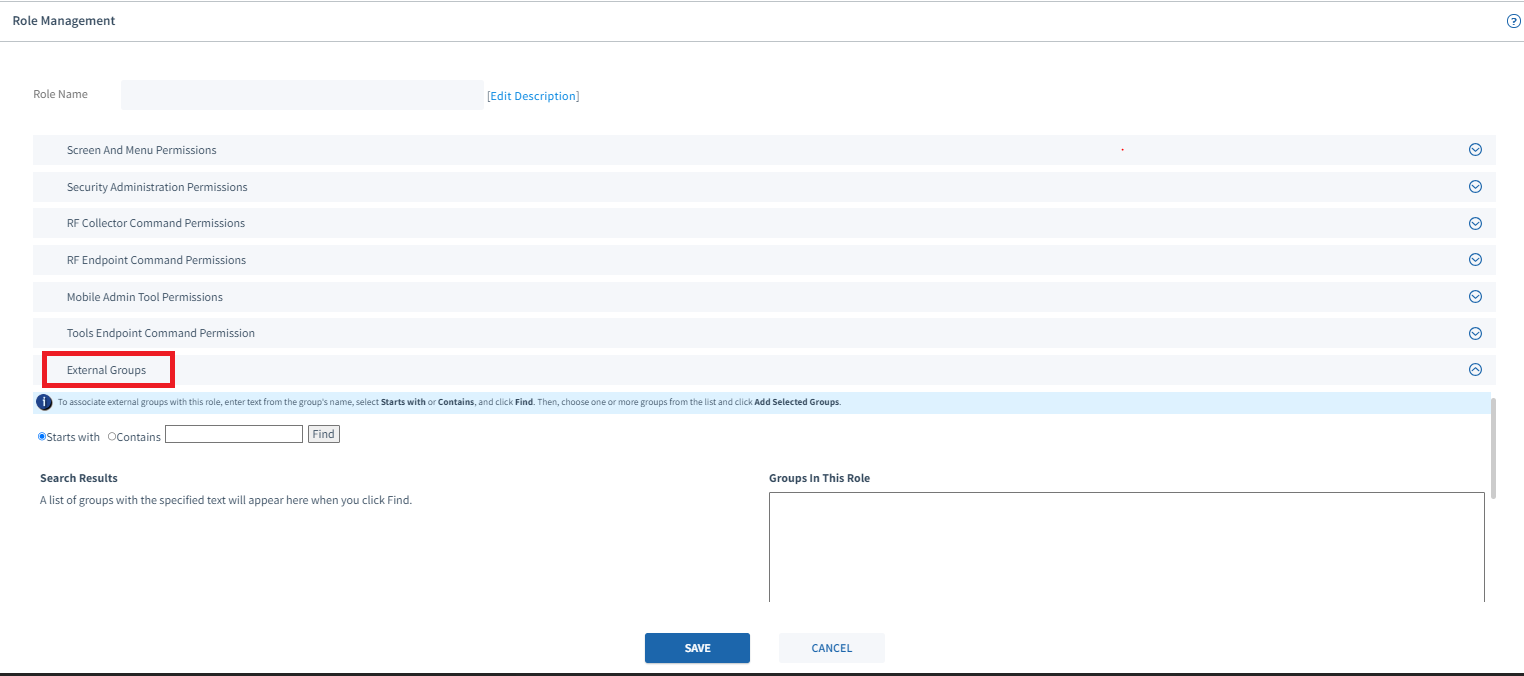 Role Management
?
Role Name
[Edit Description]
Screen And Menu Permissions
Security Administration Permissions
RF Collector Command Permissions
RF Endpoint Command Permissions
Mobile Admin Tool Permissions
Tools Endpoint Command Permission
External Groups
i To associate external groups with this role, enter text from the group's name, select Starts with or Contains, and click Find. Then, choose one or more groups from the list and click Add Selected Groups.
Starts with Contains Find
Search Results
A list of groups with the specified text will appear here when you click Find.
Groups In This Role
SAVE CANCEL